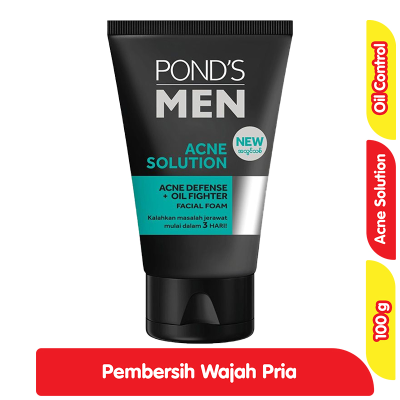 POND'S
MEN
ACNE
SOLUTION
NEW
ACNE DEFENSE
+ OIL FIGHTER
FACIAL FOAM
Kalahkan masalah jerawat
mulai dalam 3 HARI!
Oil Control
Acne Solution
100g
Pembersih Wajah Pria